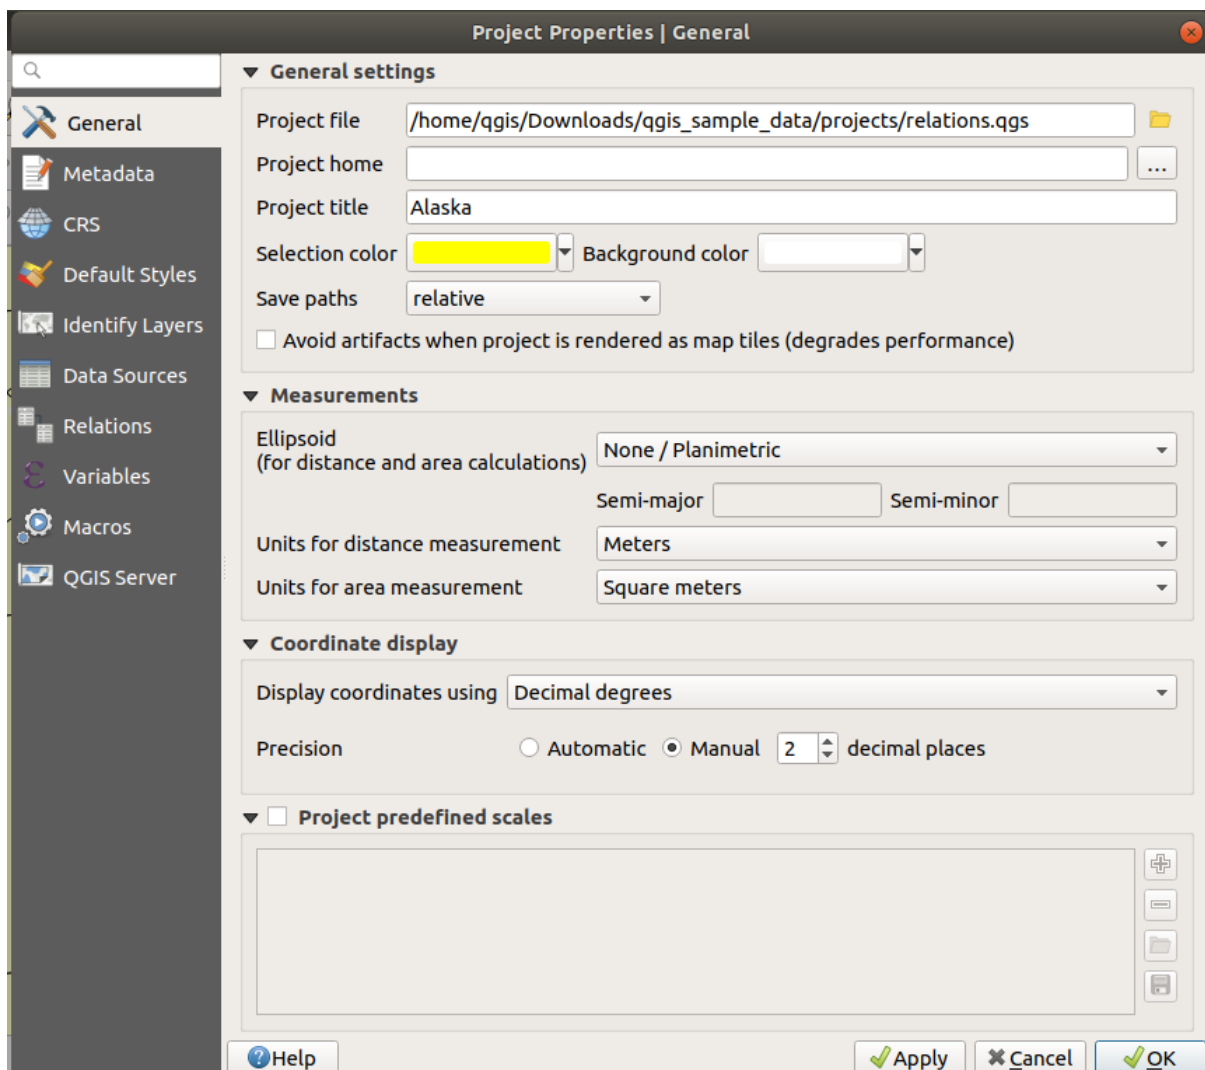 Project Properties | General
General settings
General
Project file /home/qgis/Downloads/qgis_sample_data/projects/relations.qgs
Metadata
Project home ...
CRS
Project title Alaska
Default Styles
Selection color Background color
Identify Layers
Save paths relative
Avoid artifacts when project is rendered as map tiles (degrades performance)
Data Sources
Measurements
Relations
Ellipsoid
(for distance and area calculations) None / Planimetric
Variables
Semi-major Semi-minor
Macros
Units for distance measurement Meters
QGIS Server
Units for area measurement Square meters
Coordinate display
Display coordinates using Decimal degrees
Precision Automatic Manual 2 decimal places
Project predefined scales
Help Apply Cancel OK